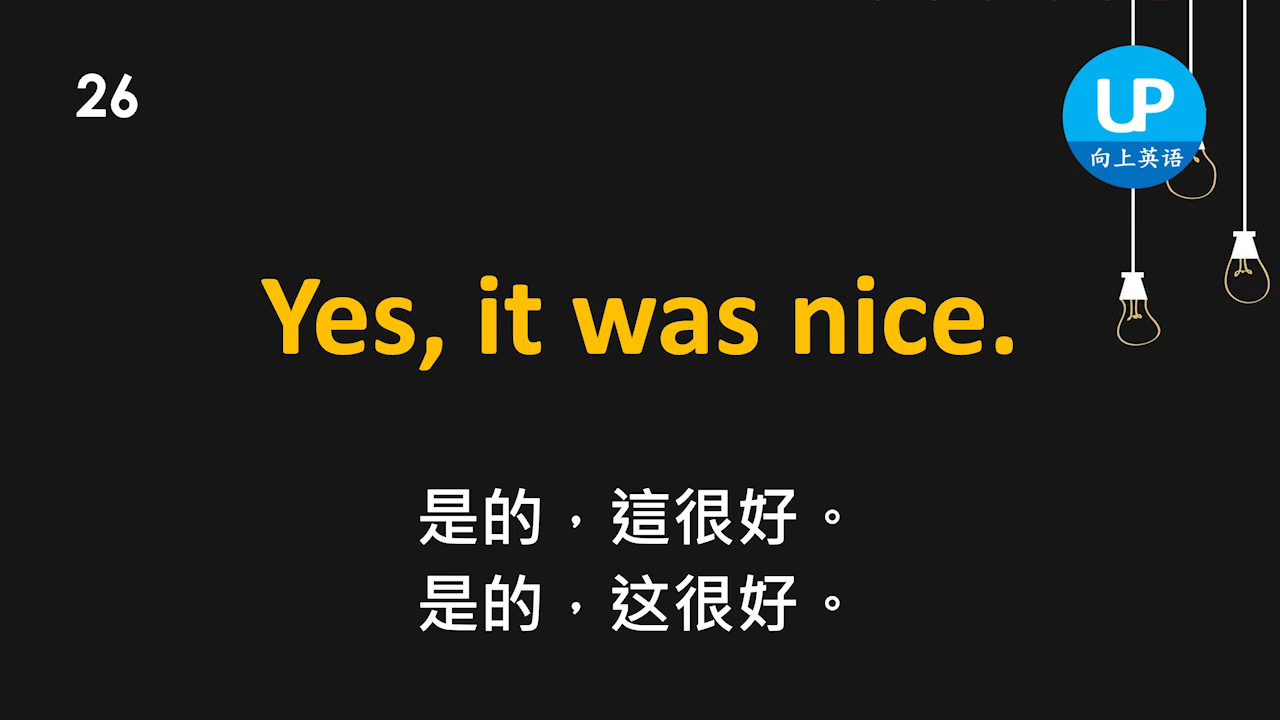 26
UP
向上英语
Yes, it was nice.
是的，這很好。
是的，这很好。